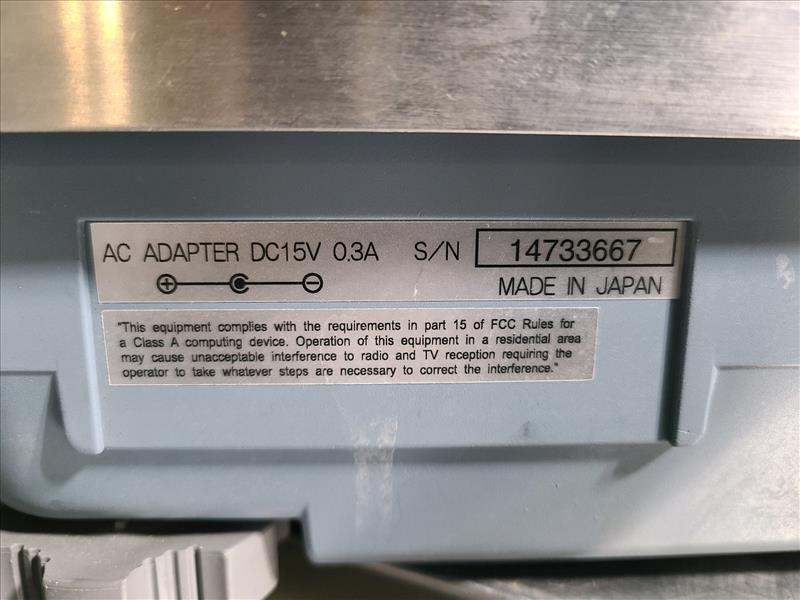 AC ADAPTER DC15V 0.3A S/N 14733667
MADE IN JAPAN
"This equipment complies with the requirements in part 15 of FCC Rules for
a Class A computing device. Operation of this equipment in a residential area
may cause unacceptable interference to radio and TV reception requiring the
operator to take whatever steps are necessary to correct the interference."